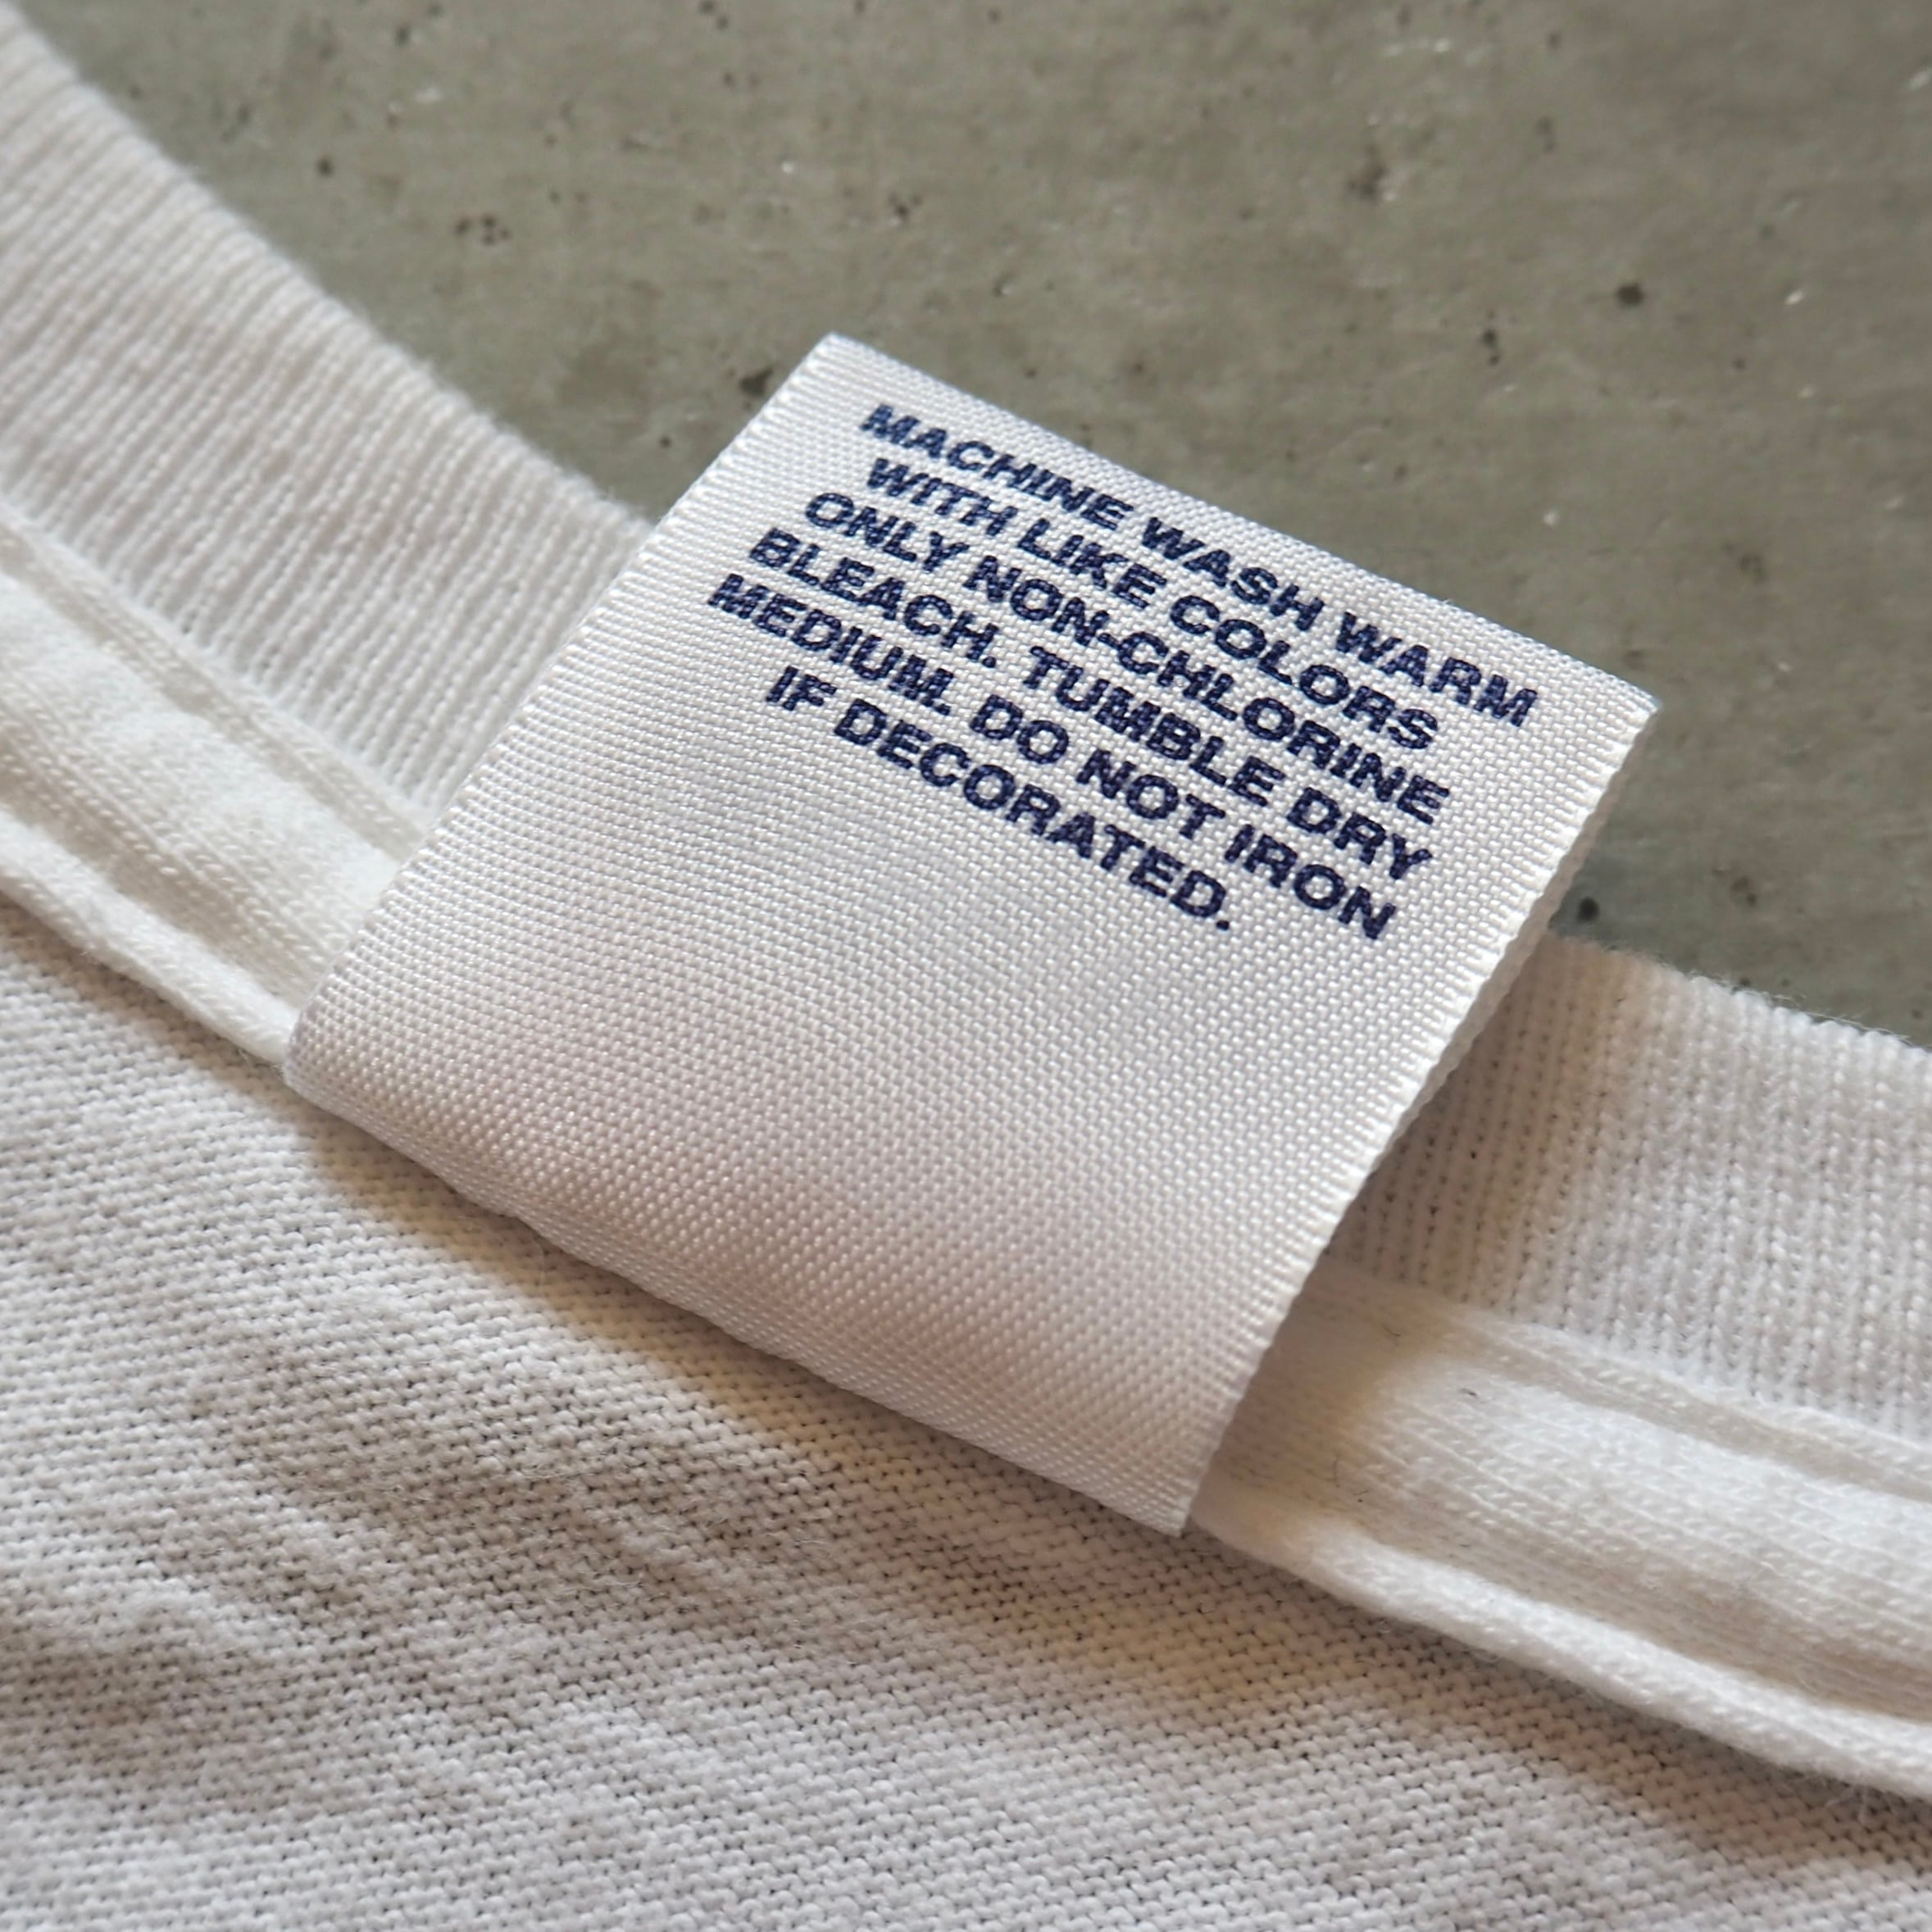 MACHINE WASH WARM
WITH LIKE COLORS
ONLY NON-CHLORINE
BLEACH. TUMBLE DRY
MEDIUM. DO NOT IRON
IF DECORATED.